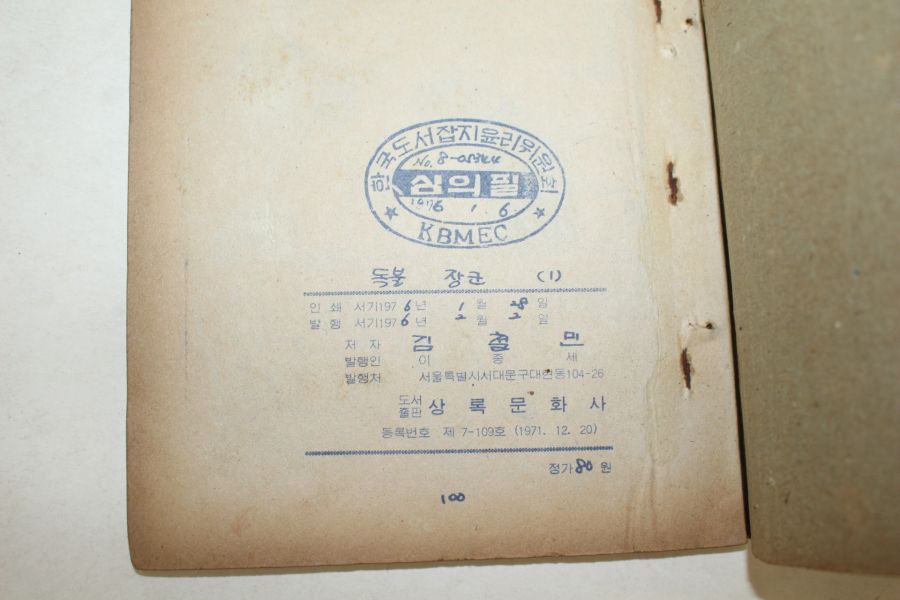 한국도서잡지윤리위원회
No. 8-05344
심의필
1976 1. 6.
KBMEC
독불 장군 (1)
인 쇄 서기197 6 년 1 월 28 일
발 행 서기197 6 년 2 월 2 일
저 자 김 철 민
발행인 이 종 세
발행처 서울특별시서대문구대현동104-26
도서출판 상 록 문 화 사
등록번호 제 7-109호 (1971. 12. 20)
정가 80 원
100